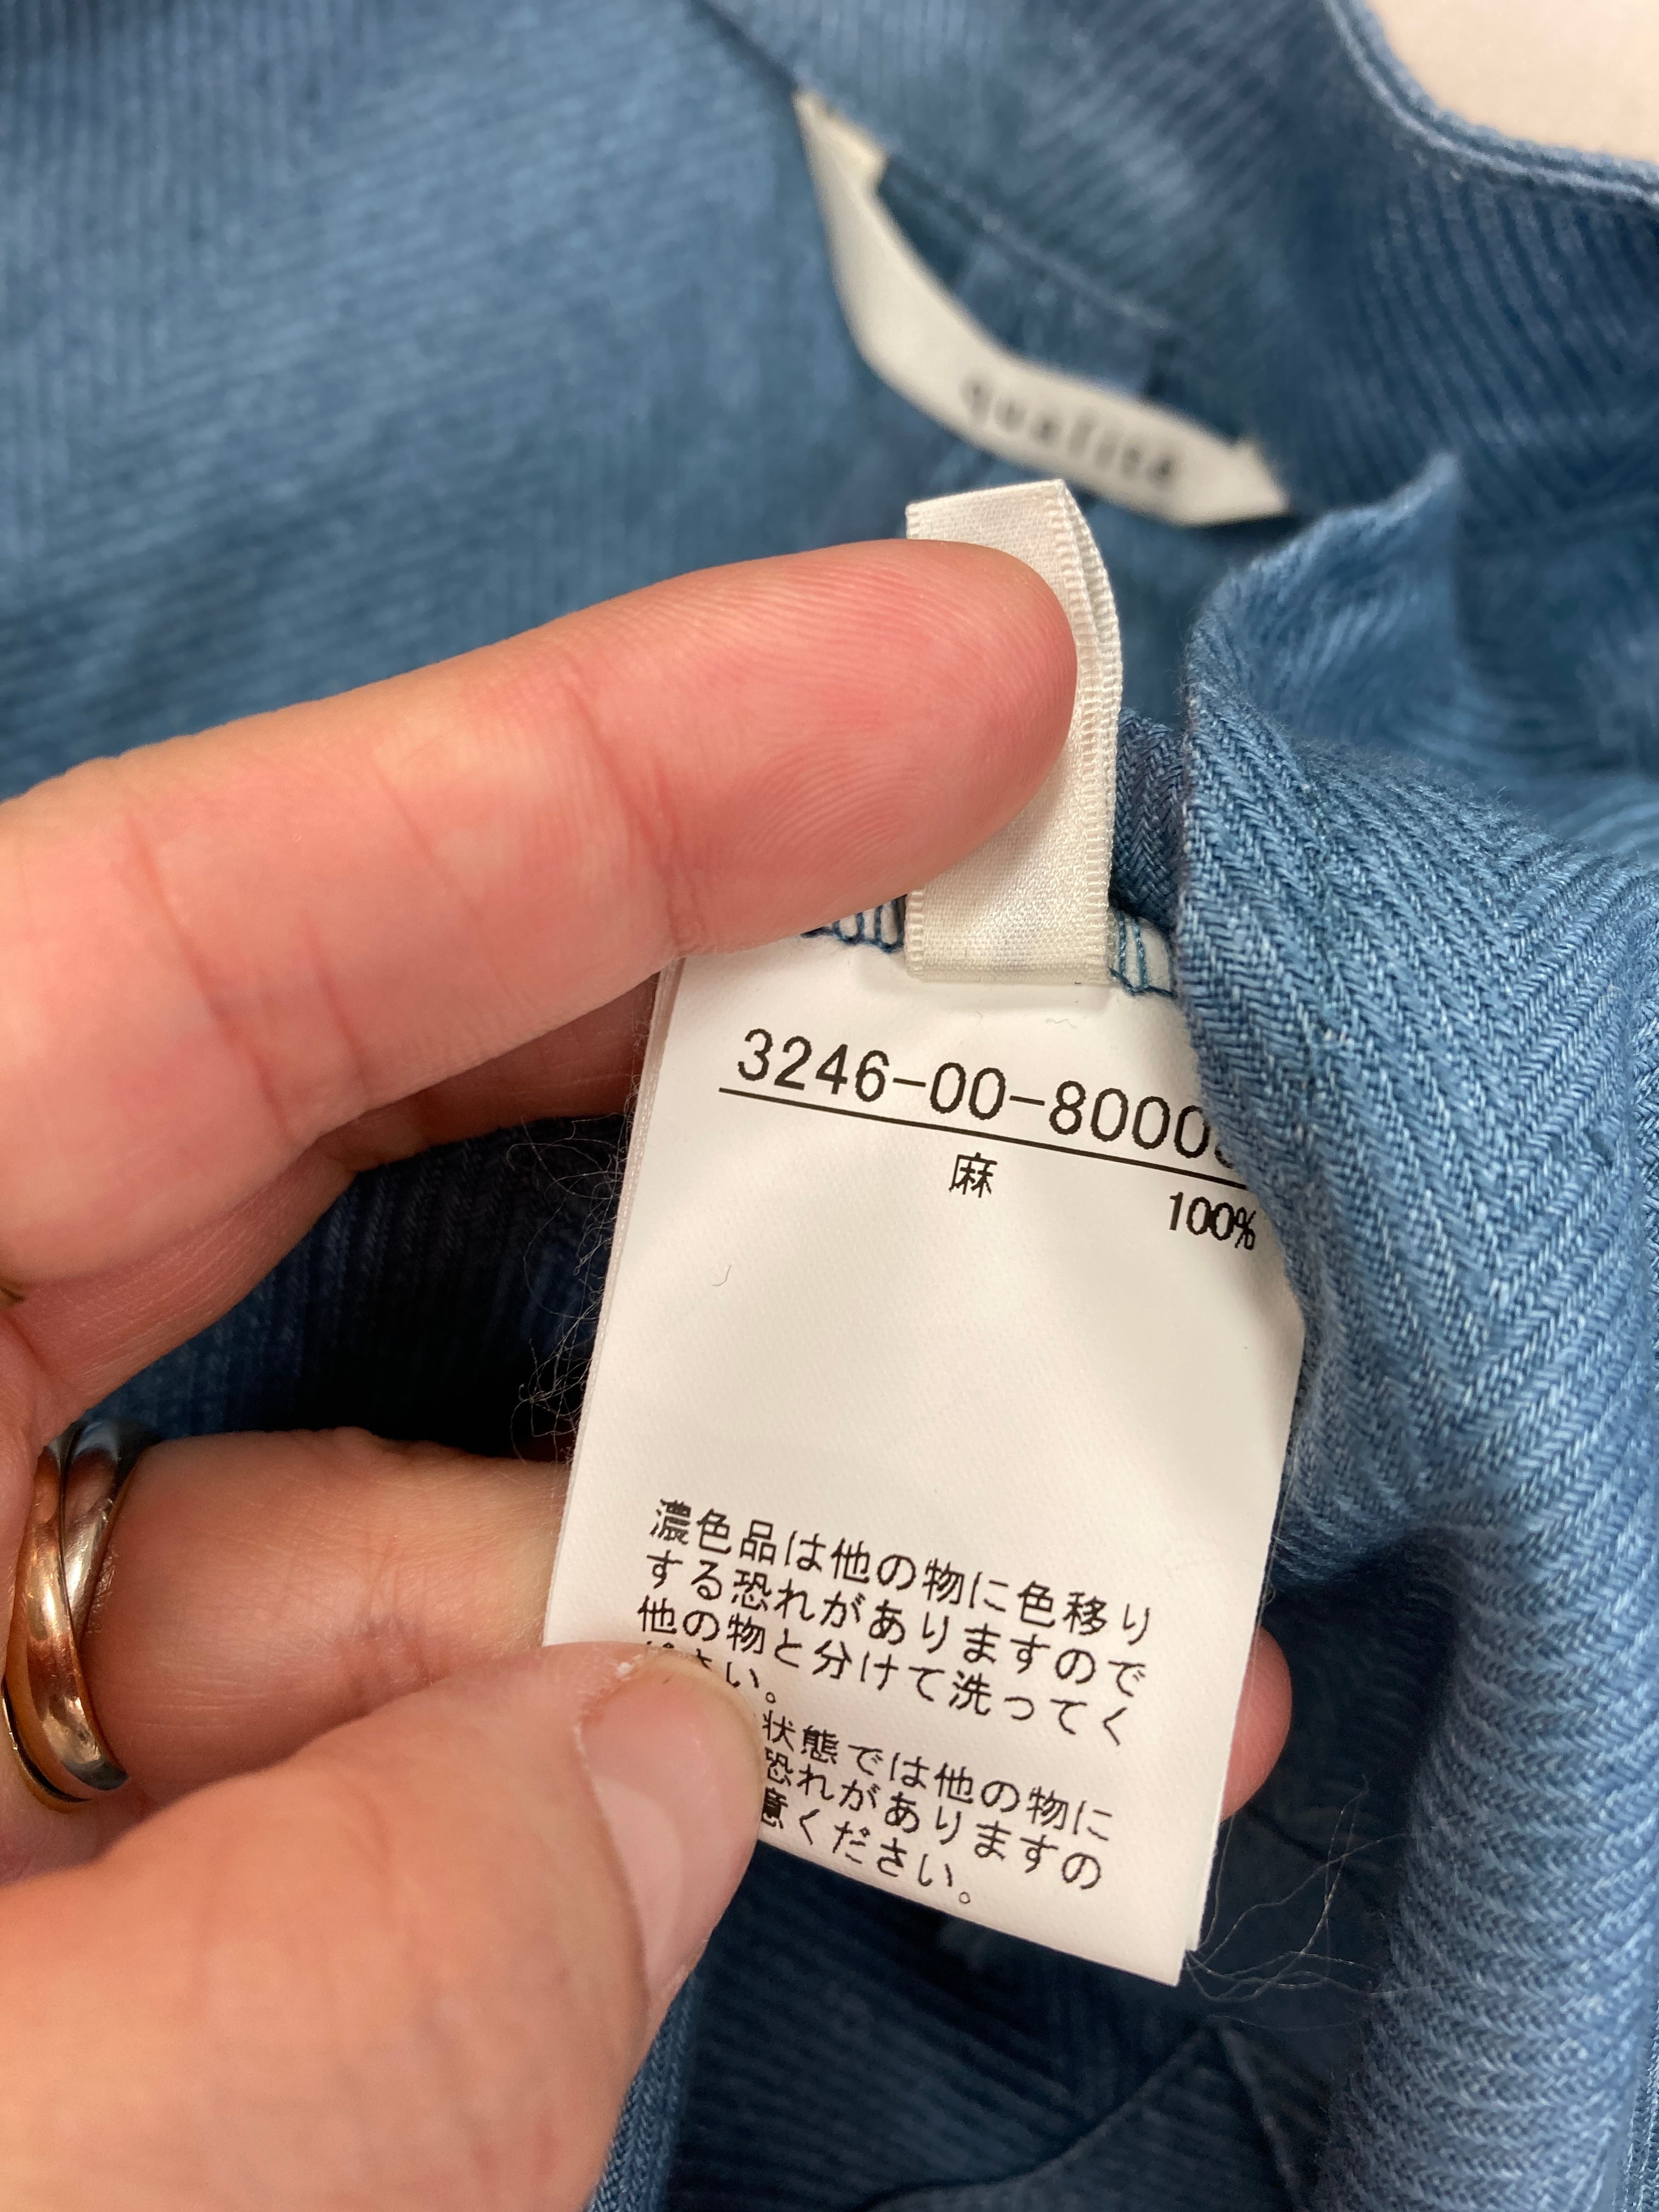 qualite
3246-00-8000
麻
100%
濃色品は他の物に色移り
する恐れがありますので
他の物と分けて洗ってく
さい。
状態では他の物に
恐れがありますの
意ください。